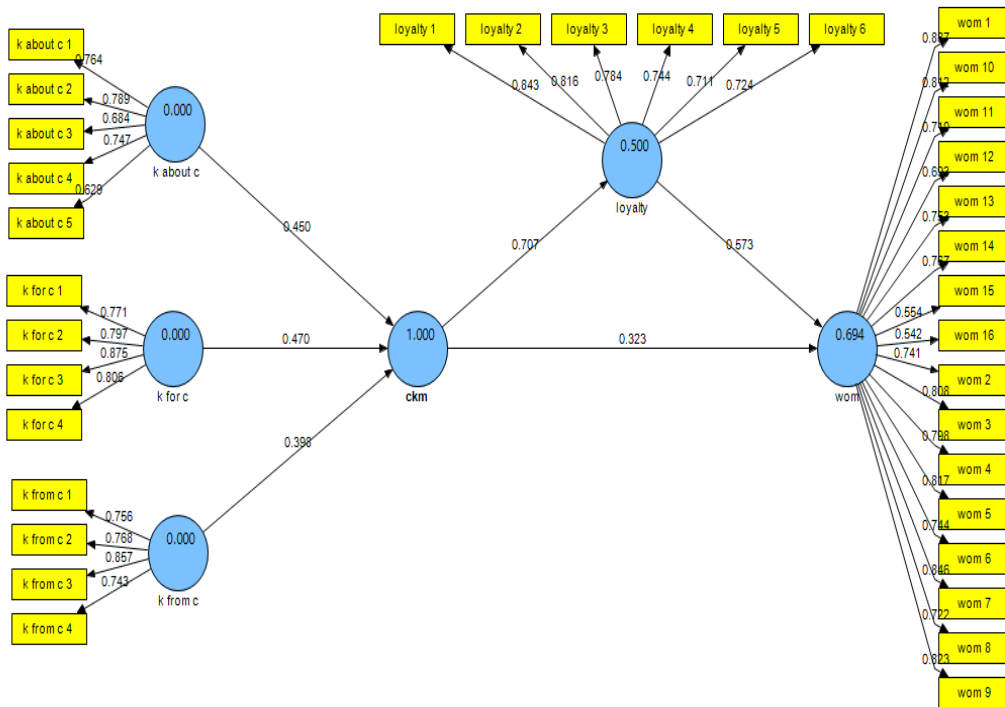 k about c 1
k about c 2
k about c 3
k about c 4
k about c 5
0.764
0.789
0.684
0.747
0.629
0.000
k about c
0.450
k for c 1
k for c 2
k for c 3
k for c 4
0.771
0.797
0.875
0.806
0.000
k for c
0.470
k from c 1
k from c 2
k from c 3
k from c 4
0.756
0.768
0.857
0.743
0.000
k from c
0.398
1.000
ckm
0.707
0.323
loyalty 1
loyalty 2
loyalty 3
loyalty 4
loyalty 5
loyalty 6
0.843
0.816
0.784
0.744
0.711
0.724
0.500
loyalty
0.573
0.694
wom
wom 1
wom 10
wom 11
wom 12
wom 13
wom 14
wom 15
wom 16
wom 2
wom 3
wom 4
wom 5
wom 6
wom 7
wom 8
wom 9
0.554
0.542
0.741
0.808
0.798
0.817
0.744
0.846
0.722
0.823